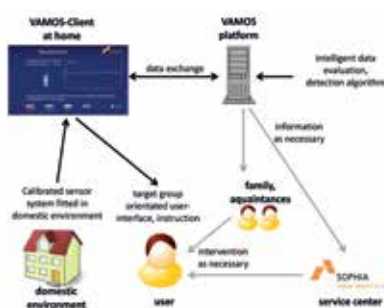 VAMOS-Client
at home
VAMOS
platform
data exchange
intelligent data
evaluation,
detection algorithm
information
as necessary
Calibrated sensor
system fitted in
domestic environment
target group
orientated user-
interface, instruction
family,
aquaintances
intervention
as necessary
domestic
environment
user
SOPHIA
service center